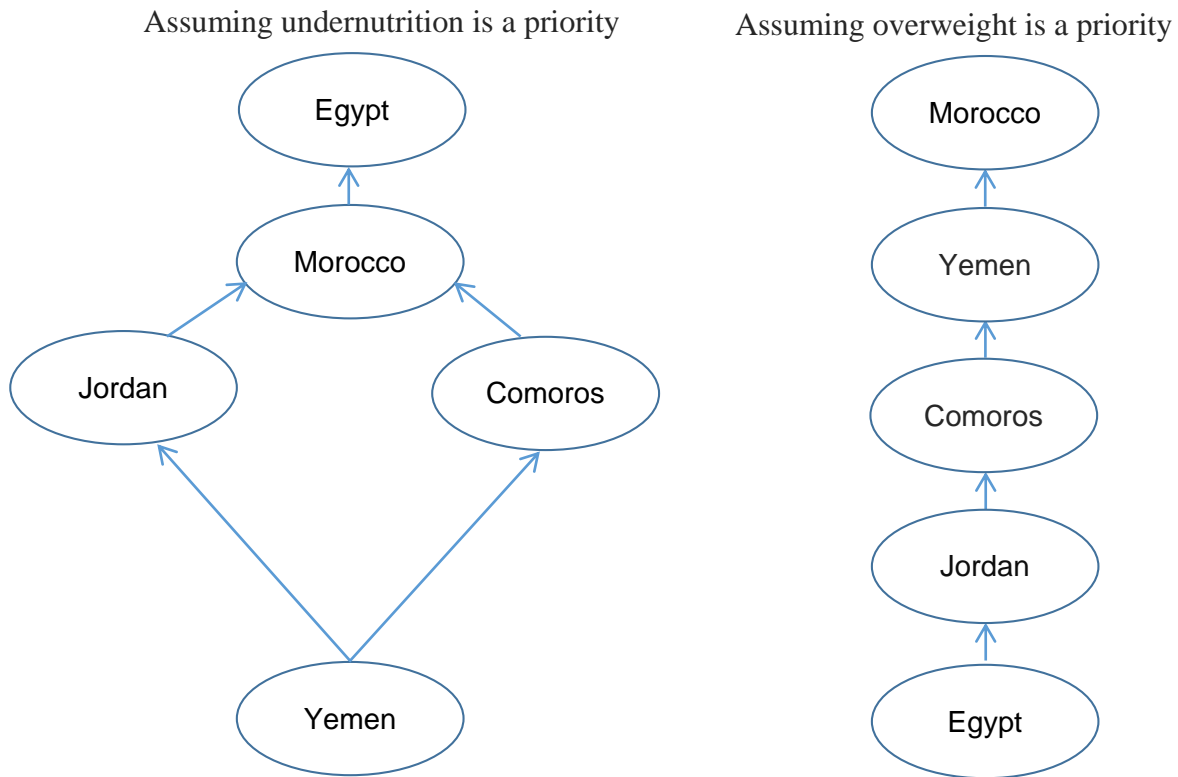 Assuming undernutrition is a priority
Egypt
Morocco
Jordan
Comoros
Yemen
Assuming overweight is a priority
Morocco
Yemen
Comoros
Jordan
Egypt